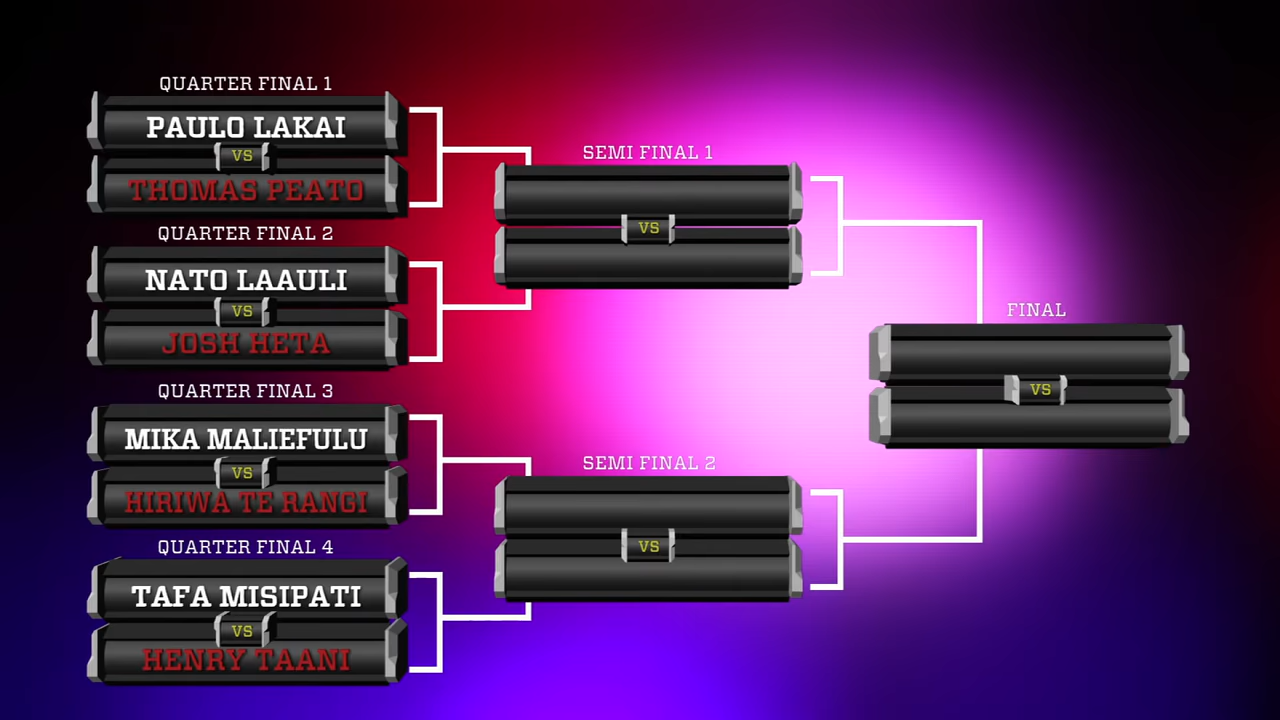 QUARTER FINAL 1
PAULO LAKAI
VS
THOMAS PEATO
QUARTER FINAL 2
NATO LAAULI
VS
JOSH HETA
QUARTER FINAL 3
MIKA MALIEFULU
VS
HIRIWA TE RANGI
QUARTER FINAL 4
TAFA MISIPATI
VS
HENRY TAANI
SEMI FINAL 1
VS
SEMI FINAL 2
VS
FINAL
VS